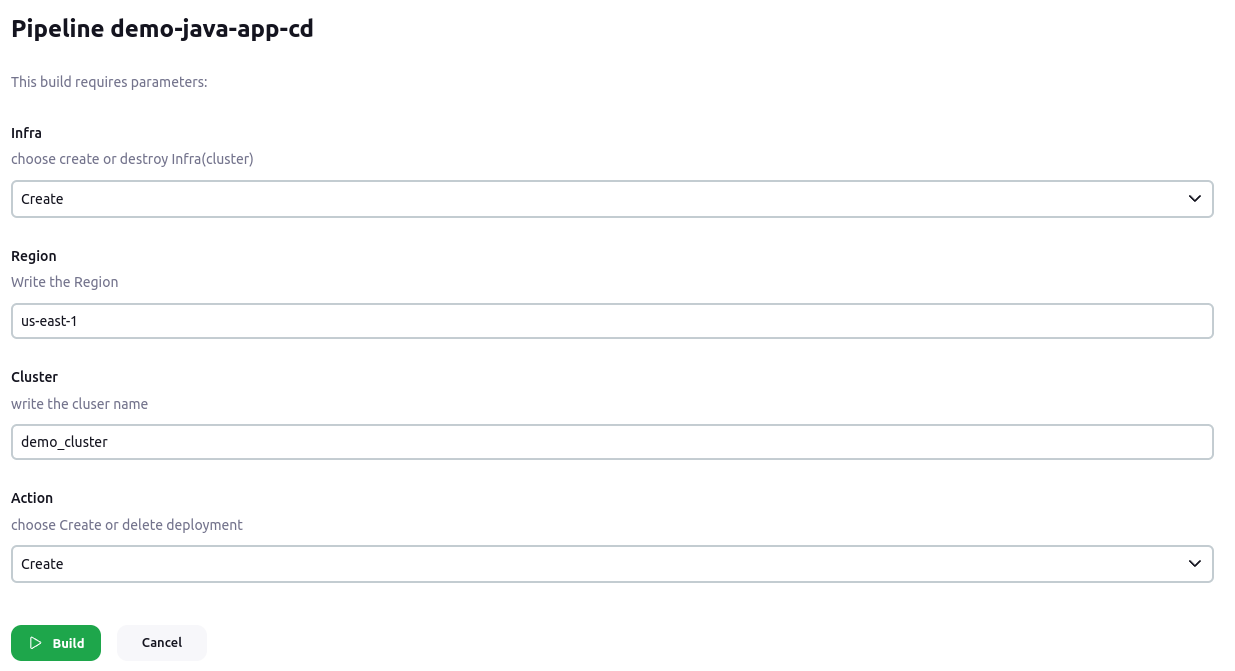 Pipeline demo-java-app-cd
This build requires parameters:
Infra
choose create or destroy Infra(cluster)
Create
Region
Write the Region
us-east-1
Cluster
write the cluser name
demo_cluster
Action
choose Create or delete deployment
Create
Build
Cancel